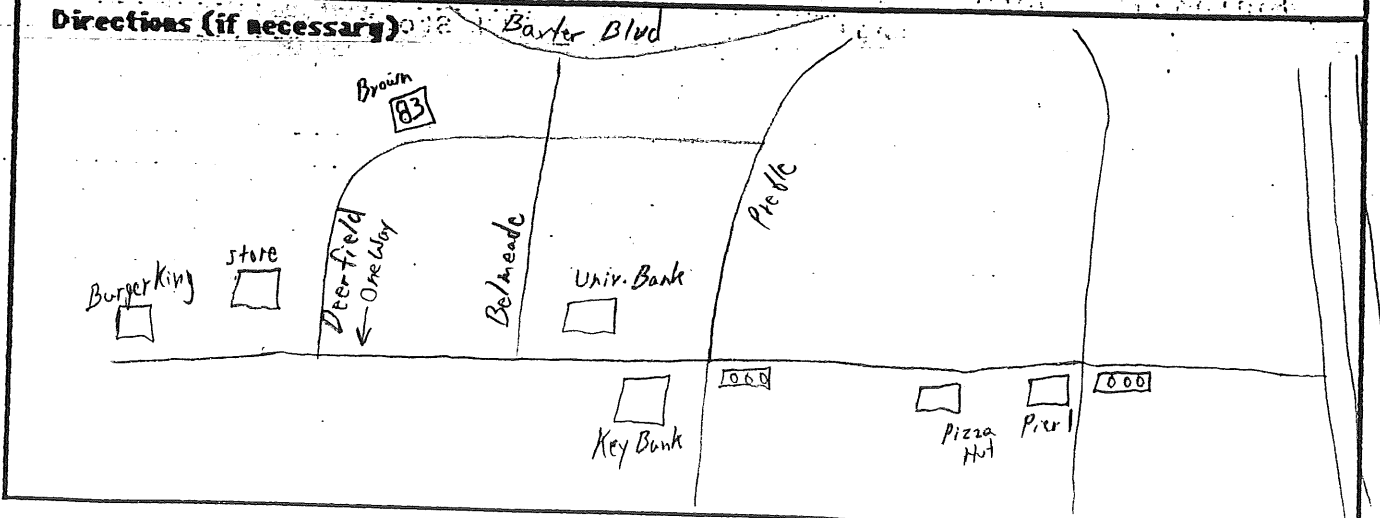 Directions (if necessary)
Baxter Blvd
Brown
83
Preble
Deerfield
← One Way
Belmeade
store
Burger King
Univ. Bank
Key Bank
Pizza
Hut
Pier 1